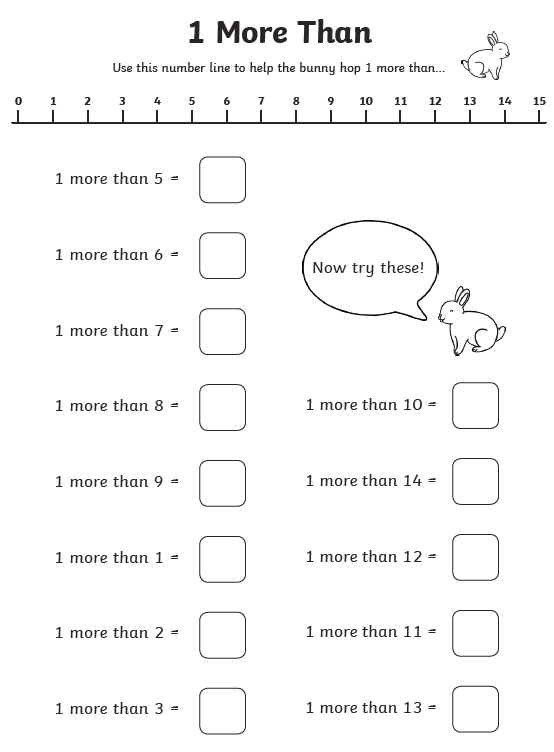 1 More Than
Use this number line to help the bunny hop 1 more than...
0 1 2 3 4 5 6 7 8 9 10 11 12 13 14 15
1 more than 5 =
1 more than 6 =
1 more than 7 =
1 more than 8 =
1 more than 9 =
1 more than 1 =
1 more than 2 =
1 more than 3 =
Now try these!
1 more than 10 =
1 more than 14 =
1 more than 12 =
1 more than 11 =
1 more than 13 =